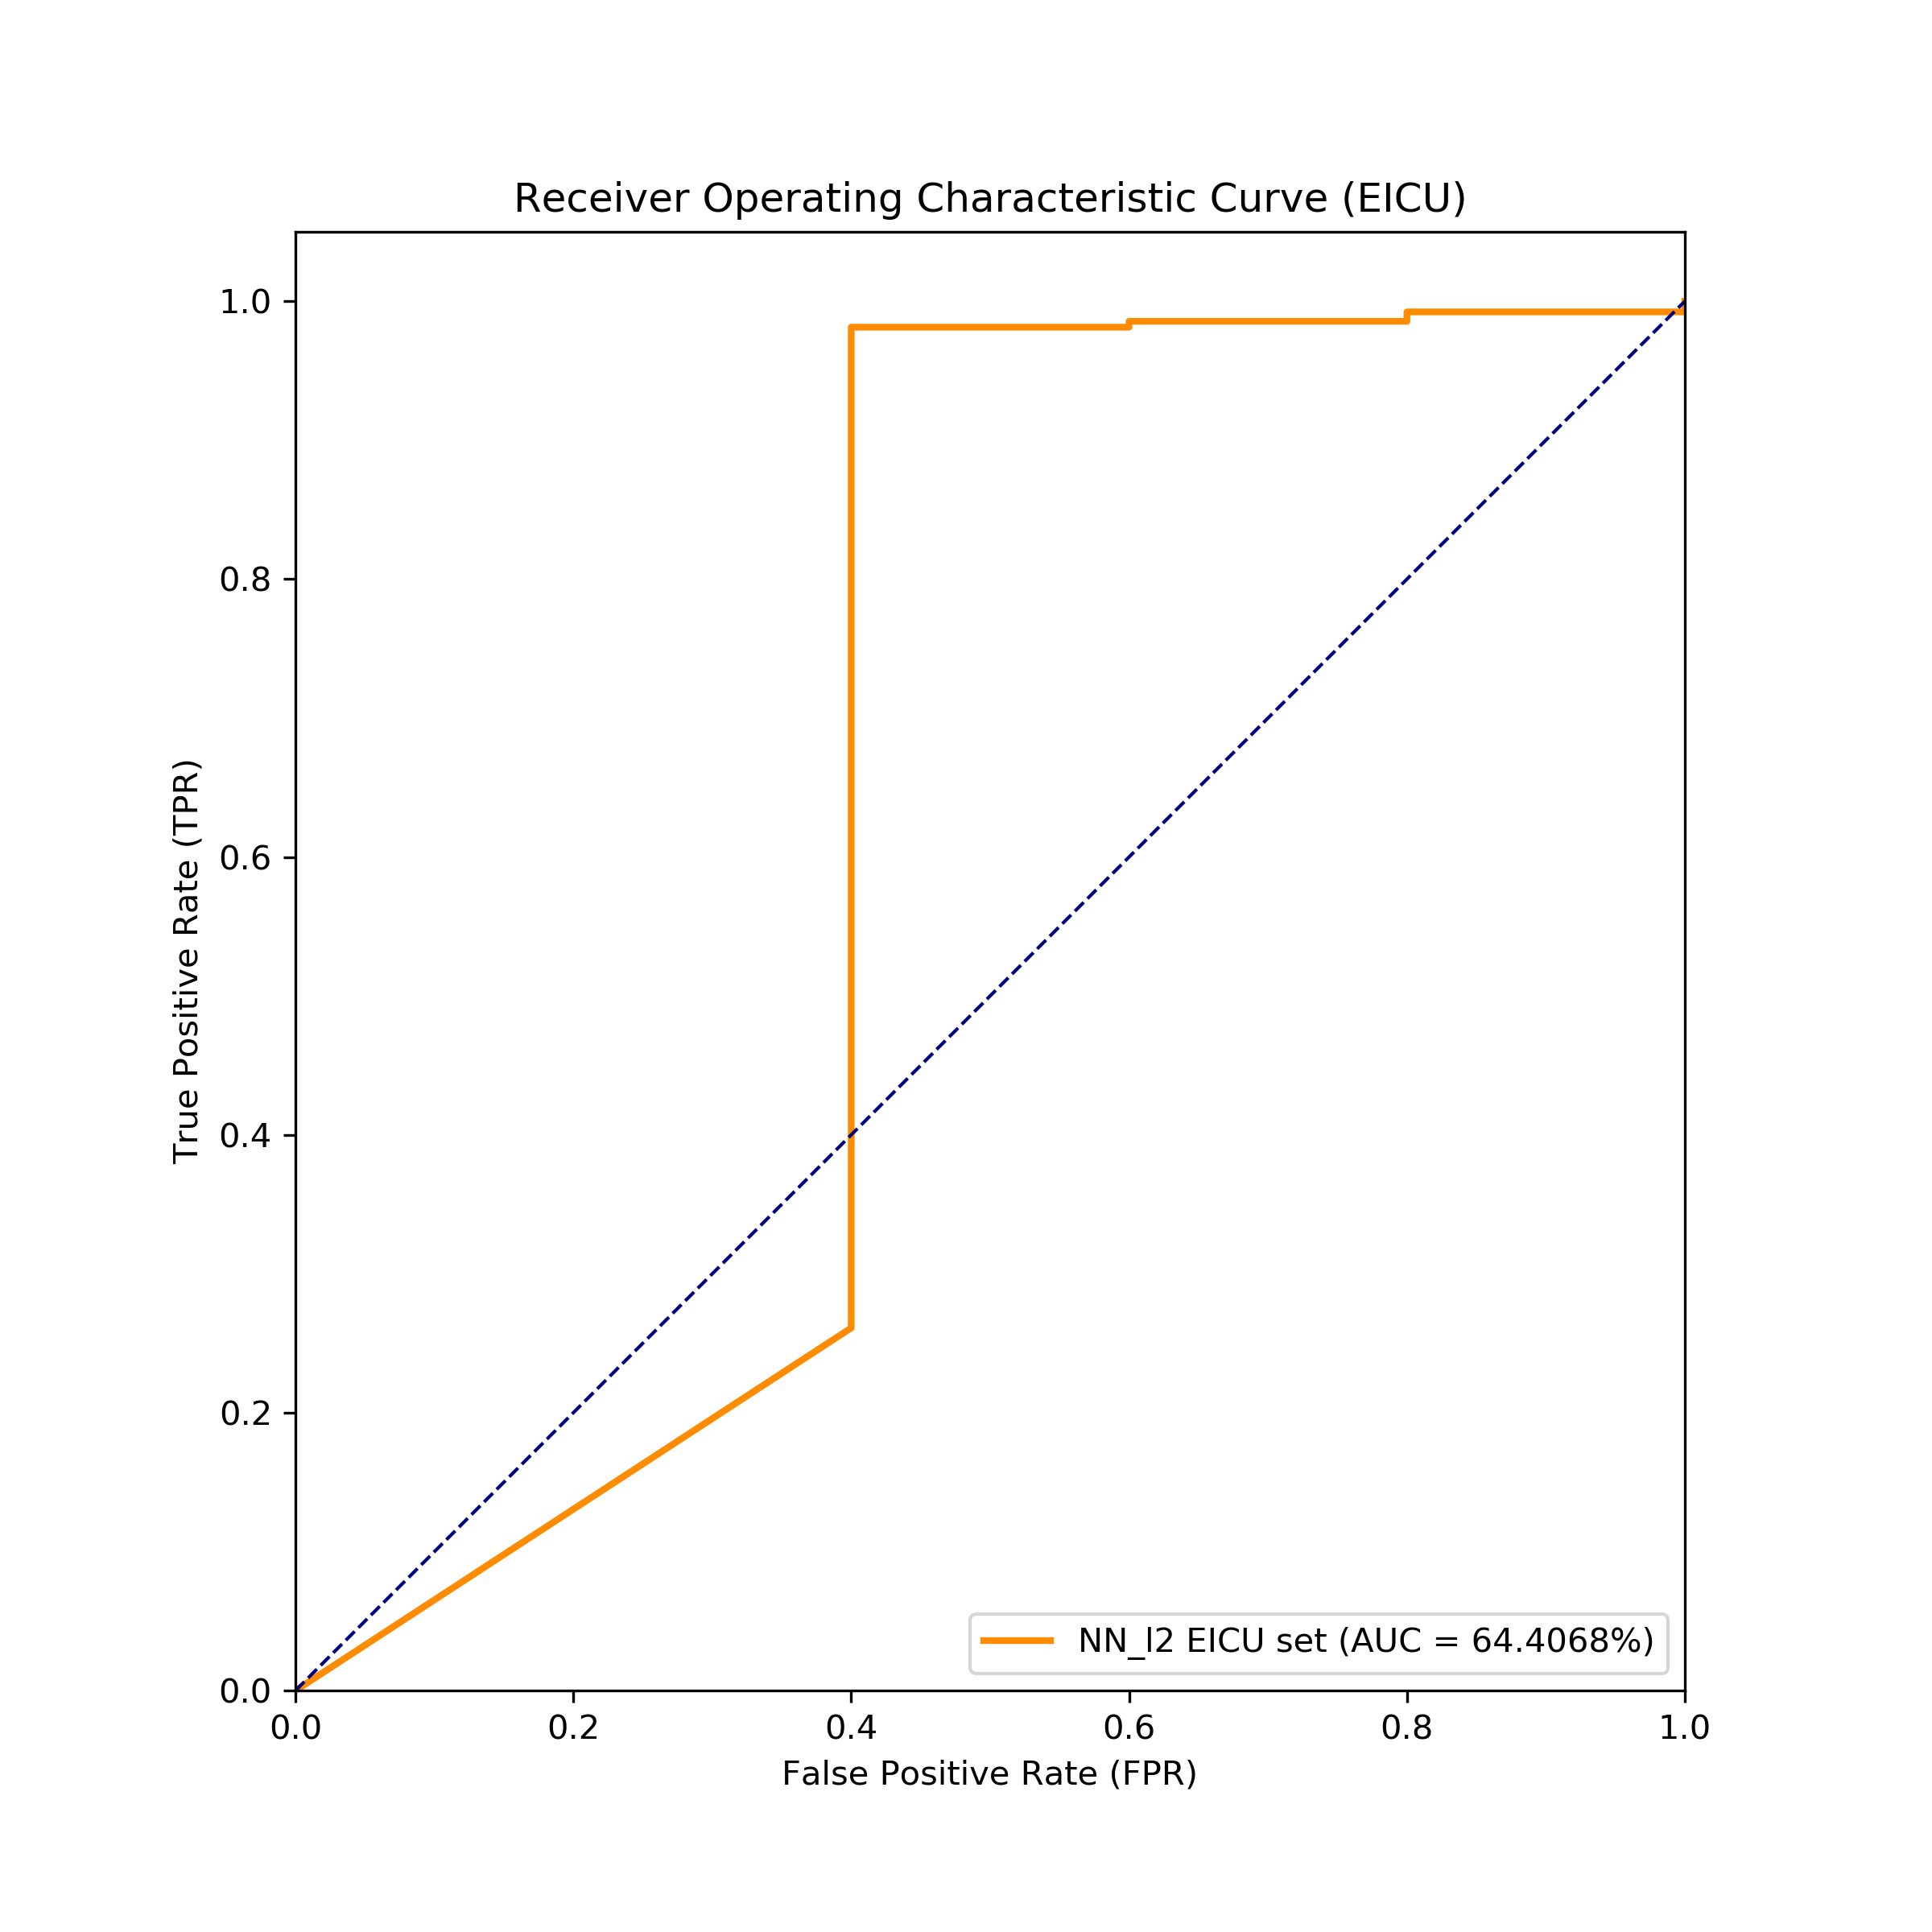 Receiver Operating Characteristic Curve (EICU)
1.0
0.8
0.6
0.4
0.2
0.0
True Positive Rate (TPR)
NN_l2 EICU set (AUC = 64.4068%)
0.0 0.2 0.4 0.6 0.8 1.0
False Positive Rate (FPR)